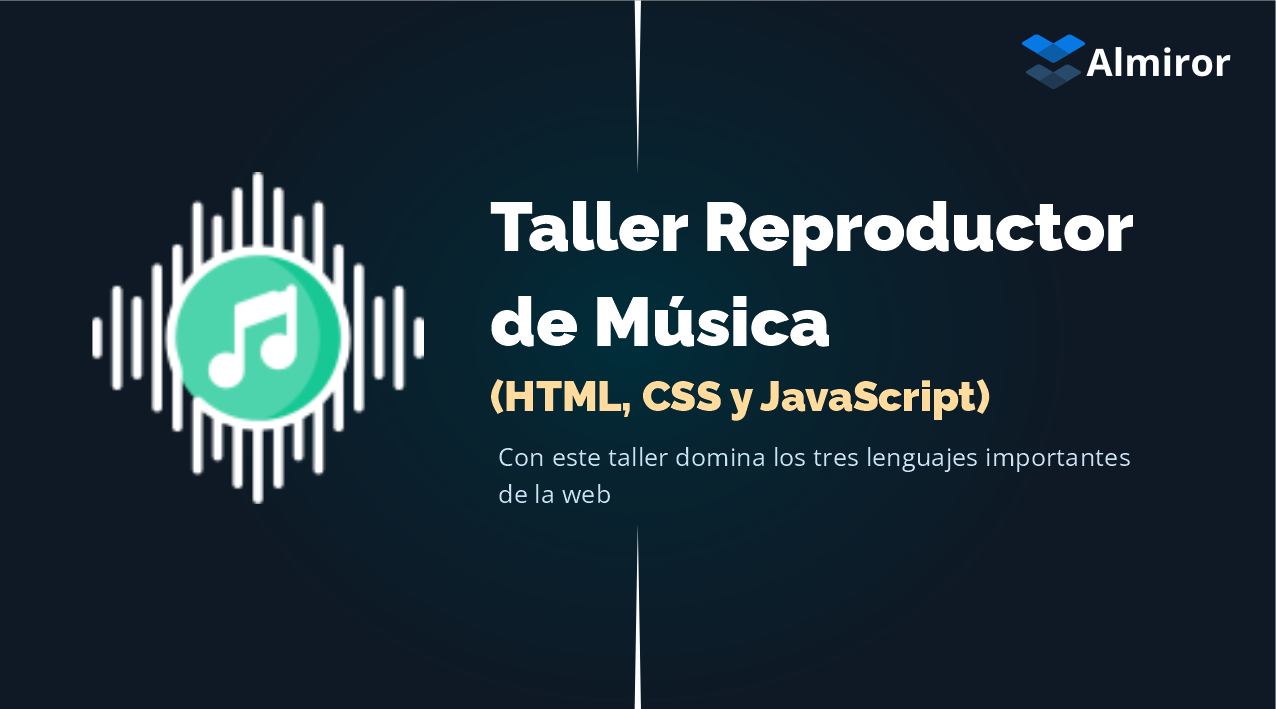 Almiror
Taller Reproductor
de Música
(HTML, CSS y JavaScript)
Con este taller domina los tres lenguajes importantes
de la web